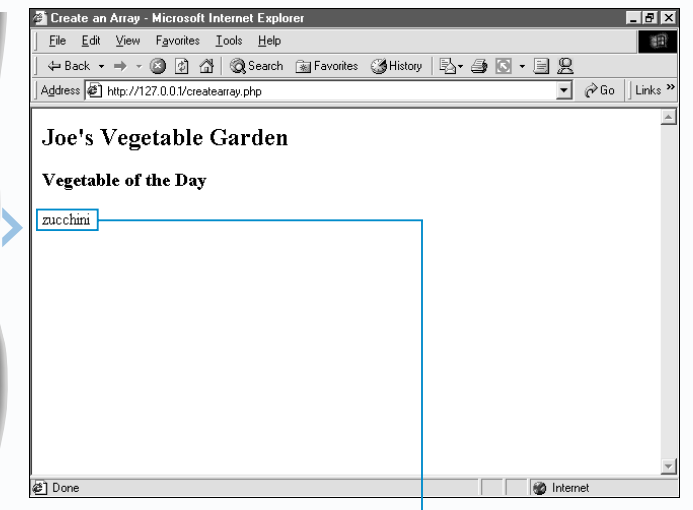 Create an Array - Microsoft Internet Explorer
File Edit View Favorites Tools Help
Back Search Favorites History
Address http://127.0.0.1/createarray.php Go Links »
Joe's Vegetable Garden
Vegetable of the Day
zucchini
Done Internet